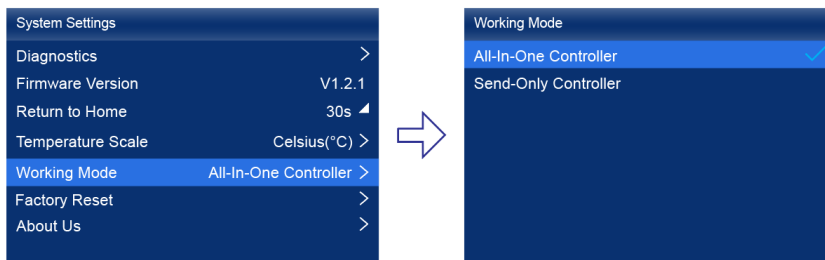 System Settings
Diagnostics >
Firmware Version V1.2.1
Return to Home 30s
Temperature Scale Celsius(°C) >
Working Mode All-In-One Controller >
Factory Reset >
About Us >
Working Mode
All-In-One Controller
Send-Only Controller